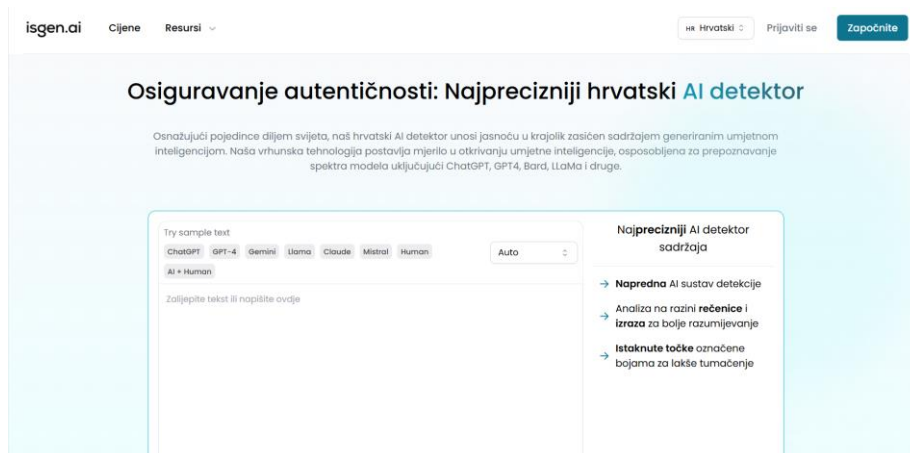 isgen.ai
Cijene
Resursi
HR Hrvatski
Prijaviti se
Započnite
Osiguravanje autentičnosti: Najprecizniji hrvatski AI detektor
Osnažujući pojedince diljem svijeta, naš hrvatski AI detektor unosi jasnoću u krajolik zasićen sadržajem generiranim umjetnom
inteligencijom. Naša vrhunska tehnologija postavlja mjerilo u otkrivanju umjetne inteligencije, osposobljena za prepoznavanje
spektra modela uključujući ChatGPT, GPT4, Bard, LLaMa i druge.
Try sample text
ChatGPT GPT-4 Gemini Llama Claude Mistral Human
AI + Human
Auto
Zalijepite tekst ili napišite ovdje
Najprecizniji AI detektor
sadržaja
Napredna AI sustav detekcije
Analiza na razini rečenice i
izraza za bolje razumijevanje
Istaknute točke označene
bojama za lakše tumačenje